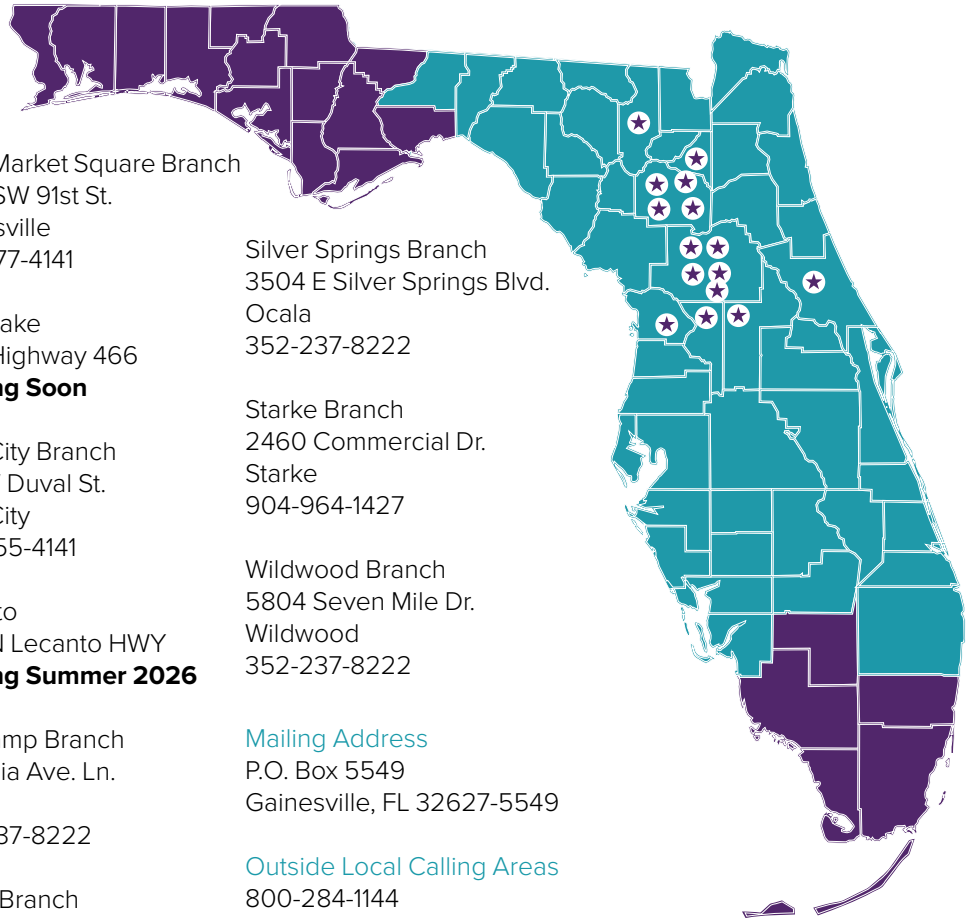 Market Square Branch
SW 91st St.
sville
77-4141
ake
Highway 466
ng Soon
City Branch
Duval St.
City
55-4141
to
N Lecanto HWY
ng Summer 2026
mp Branch
ia Ave. Ln.
37-8222
Branch
Silver Springs Branch
3504 E Silver Springs Blvd.
Ocala
352-237-8222
Starke Branch
2460 Commercial Dr.
Starke
904-964-1427
Wildwood Branch
5804 Seven Mile Dr.
Wildwood
352-237-8222
Mailing Address
P.O. Box 5549
Gainesville, FL 32627-5549
Outside Local Calling Areas
800-284-1144